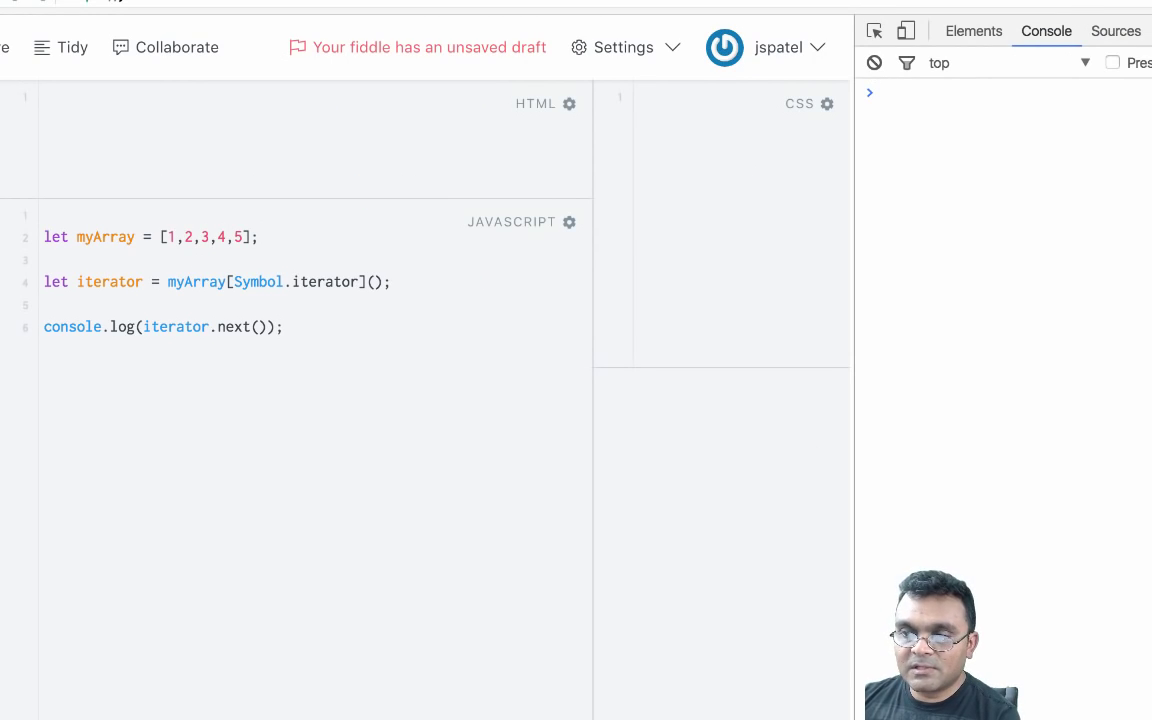 Tidy Collaborate Your fiddle has an unsaved draft Settings jspatel
Elements Console Sources
top Pres
1 HTML
1 CSS
1 JAVASCRIPT
2 let myArray = [1,2,3,4,5];
3
4 let iterator = myArray[Symbol.iterator]();
5
6 console.log(iterator.next());